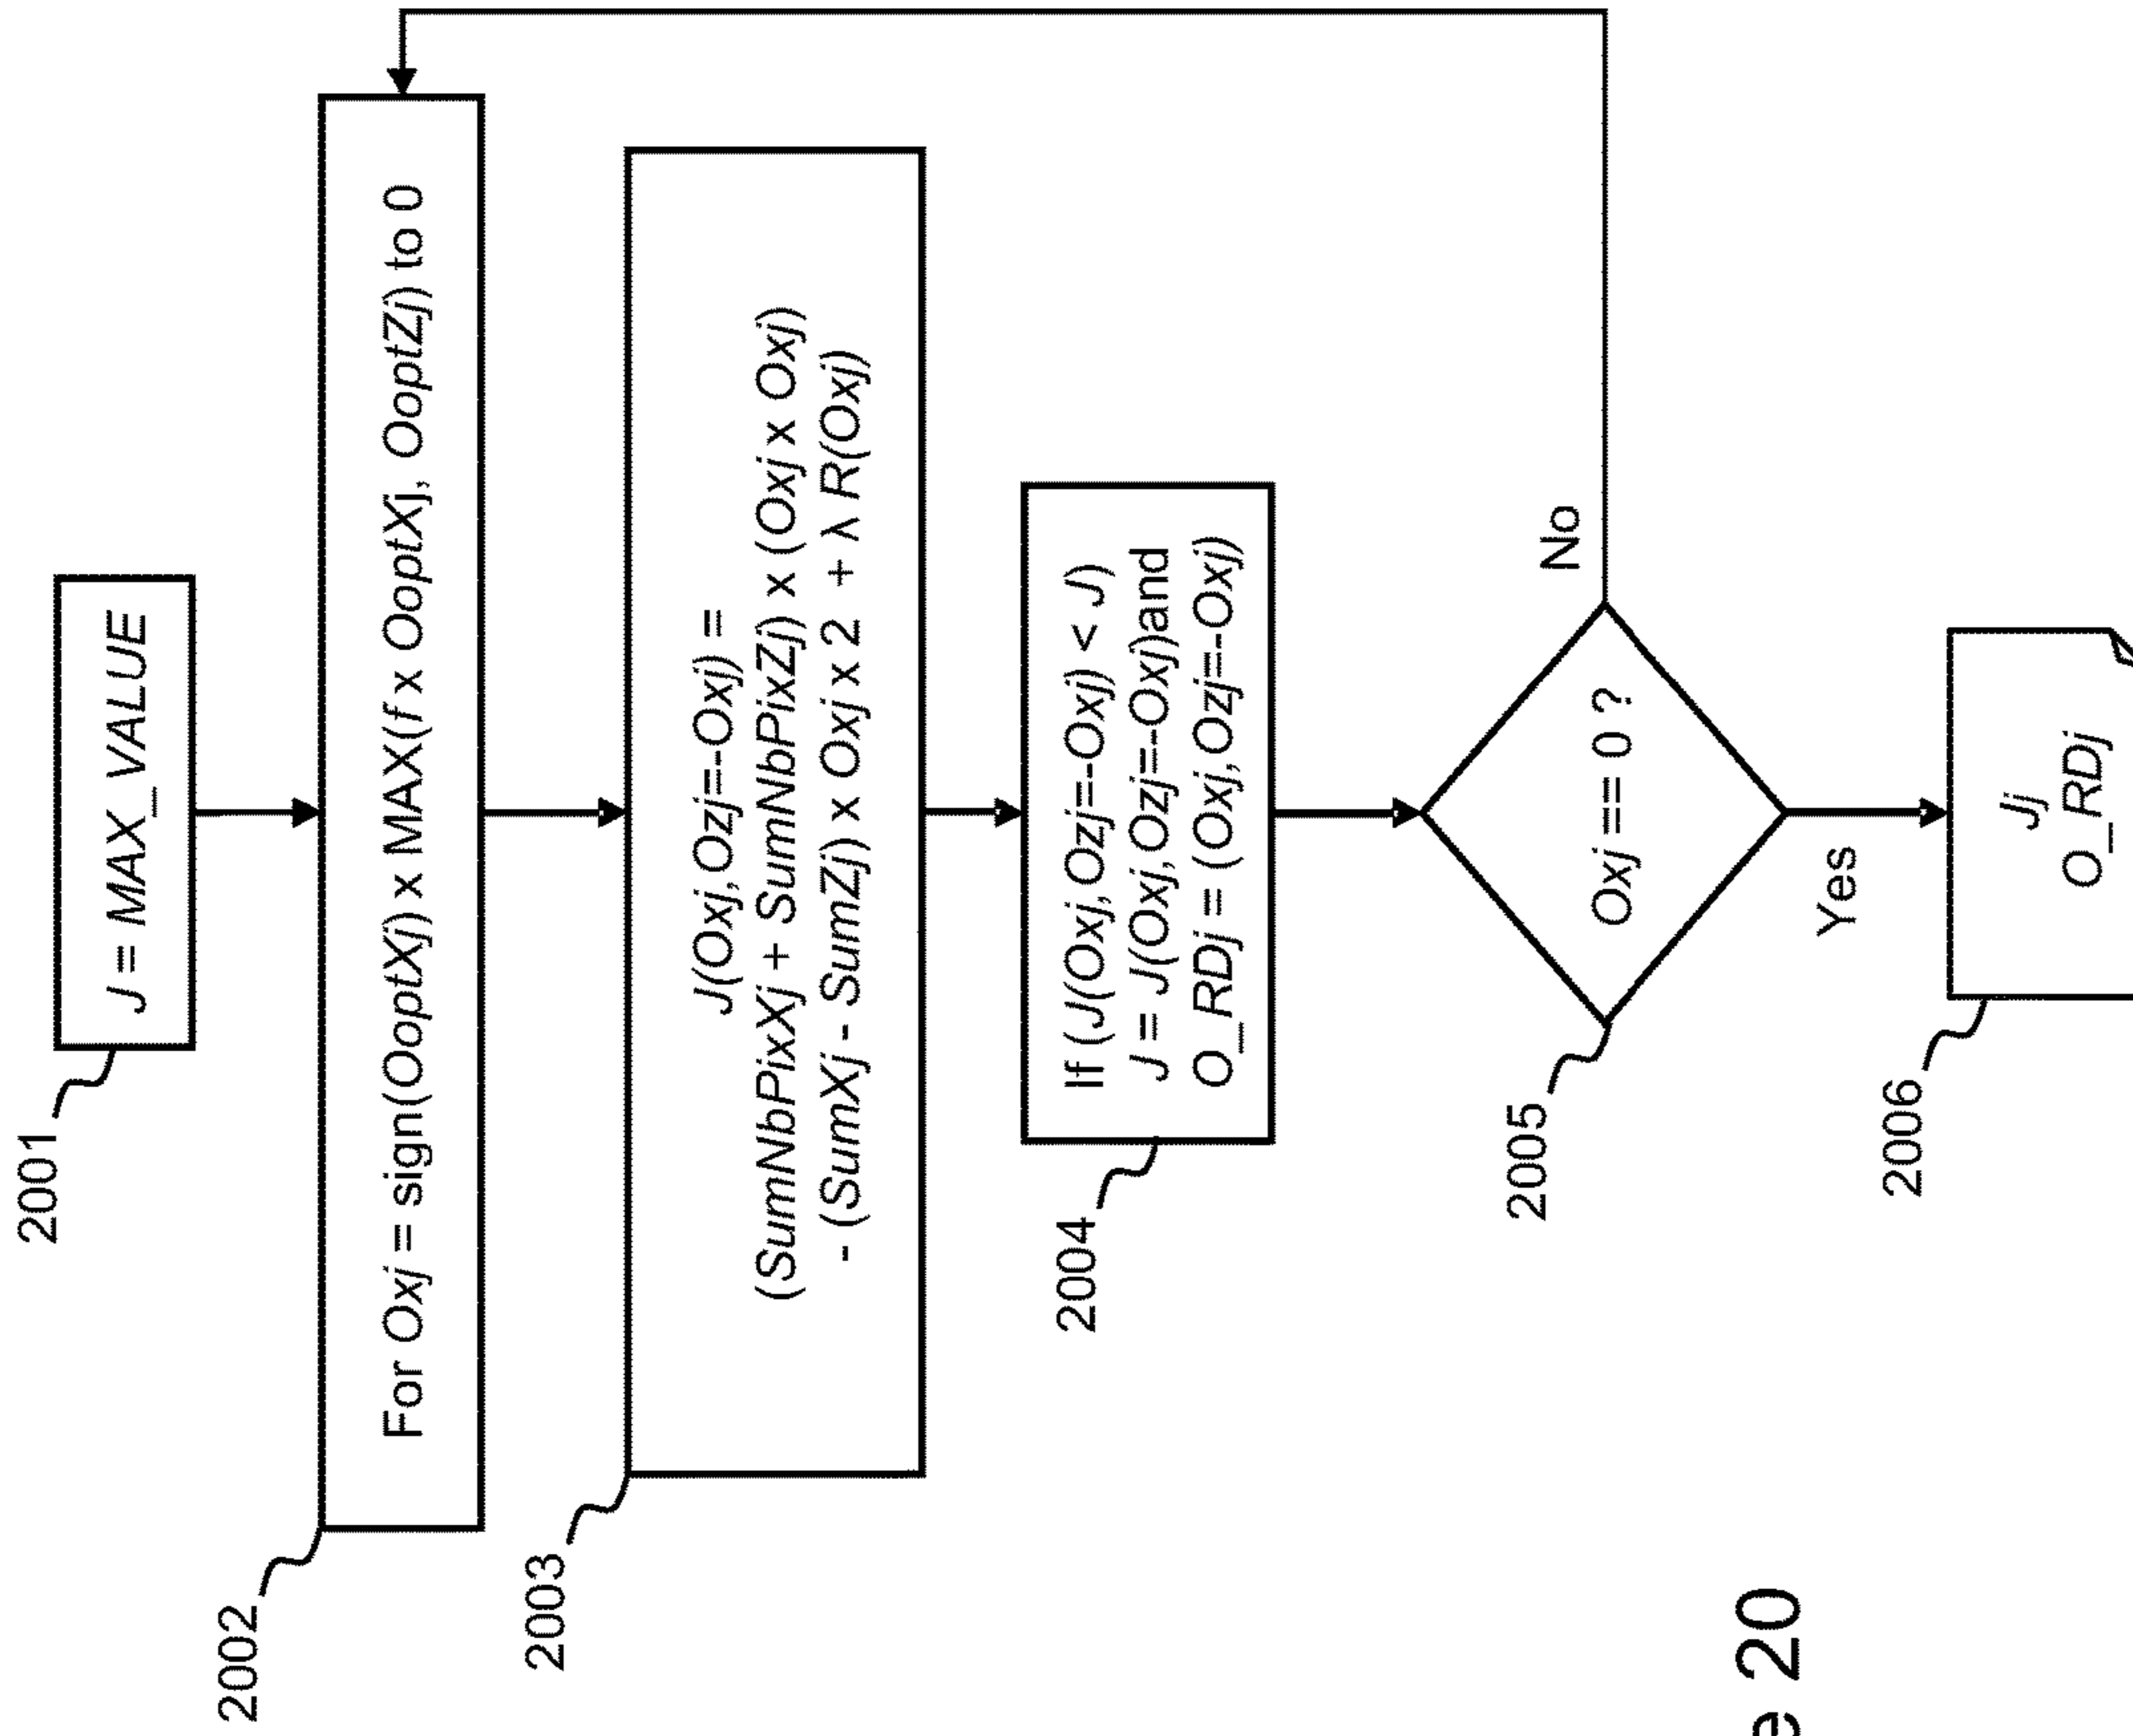 2001
J = MAX_VALUE
2002
For Oxj = sign(OoptXj) x MAX(f x OoptXj, OoptZj) to 0
2003
J(Oxj,Ozj=-Oxj) =
(SumNbPixXj + SumNbPixZj) x (Oxj x Oxj)
- (SumXj - SumZj) x Oxj x 2 + λ R(Oxj)
2004
If (J(Oxj,Ozj=-Oxj) < J)
J = J(Oxj,Ozj=-Oxj)and
O_RDj = (Oxj,Ozj=-Oxj)
2005
Oxj == 0 ?
No
Yes
2006
Jj
O_RDj
e 20